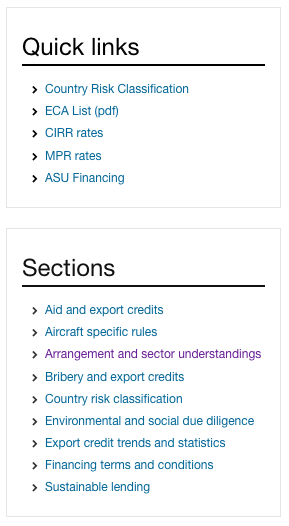 Quick links
Country Risk Classification
ECA List (pdf)
CIRR rates
MPR rates
ASU Financing
Sections
Aid and export credits
Aircraft specific rules
Arrangement and sector understandings
Bribery and export credits
Country risk classification
Environmental and social due diligence
Export credit trends and statistics
Financing terms and conditions
Sustainable lending